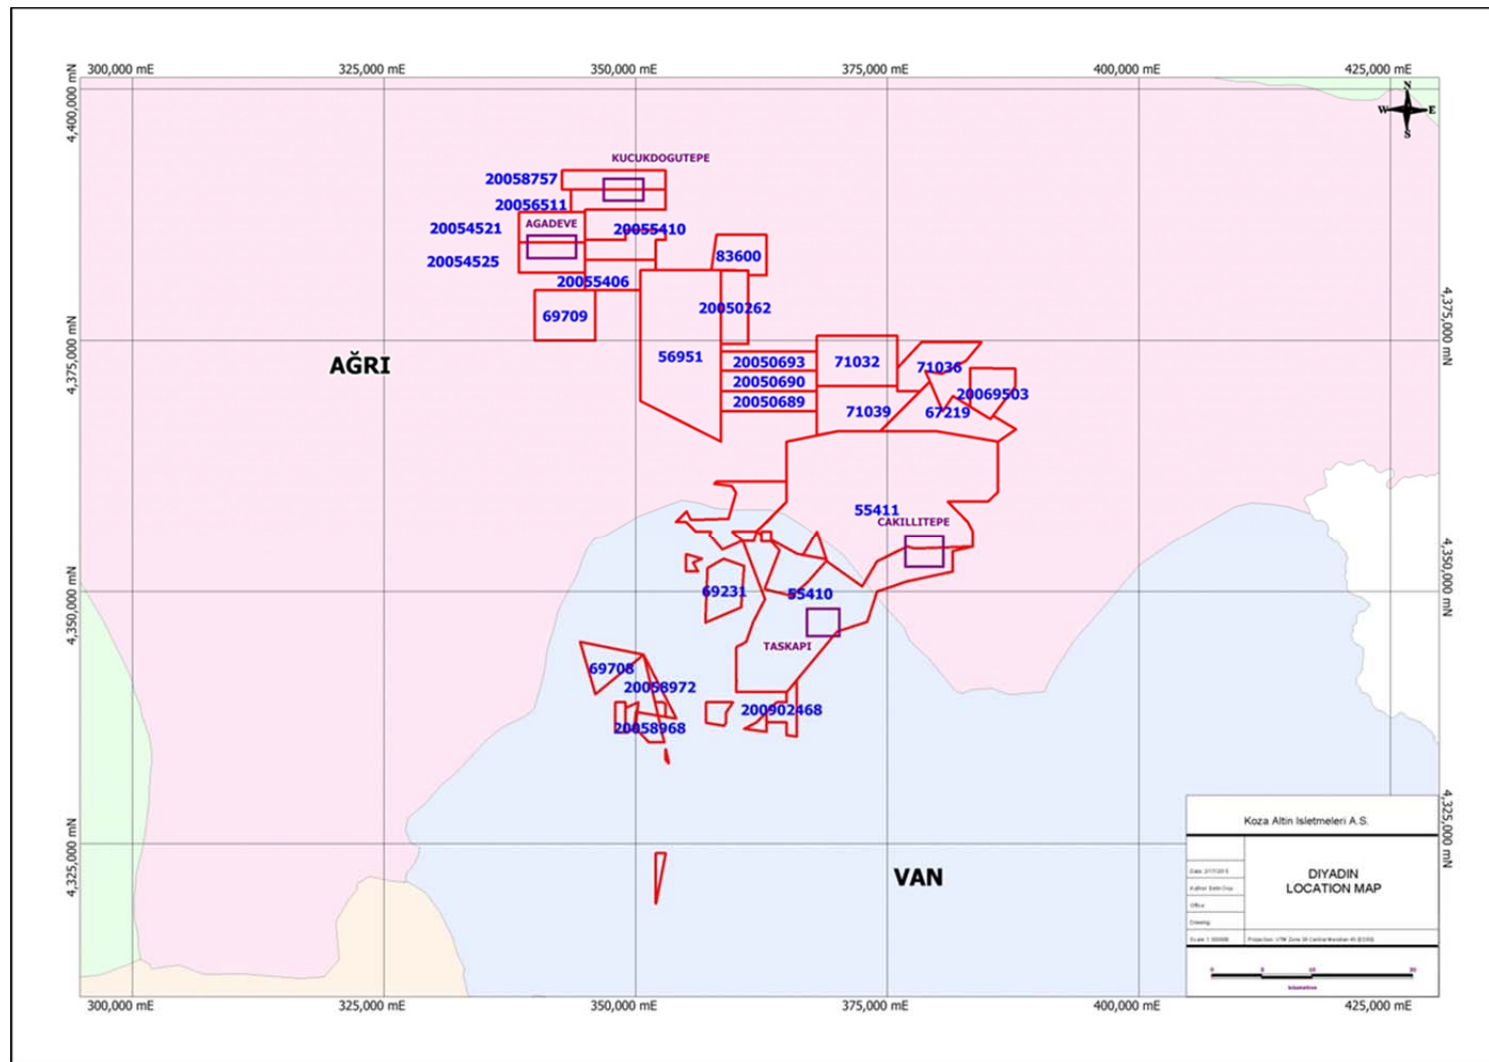 300,000 mE 325,000 mE 350,000 mE 375,000 mE 400,000 mE 425,000 mE
4,400,000 mN
N
W E
S
KUCUKDOGUTEPE
20058757
20056511
20054521
AGADEVE
20055410
20054525
83600
20055406
20050262
69709
4,375,000 mN
4,375,000 mN
56951
20050693
71032
71036
AĞRI
20050690
20069503
20050689
71039
67219
55411
CAKILLITEPE
4,350,000 mN
4,350,000 mN
69231
55410
TASKAPI
69708
20058972
200902468
20058968
4,325,000 mN
4,325,000 mN
VAN
Koza Altin Isletmeleri A.S.
DIYADIN
LOCATION MAP
Office
Drawing
kilometres
300,000 mE 325,000 mE 350,000 mE 375,000 mE 400,000 mE 425,000 mE